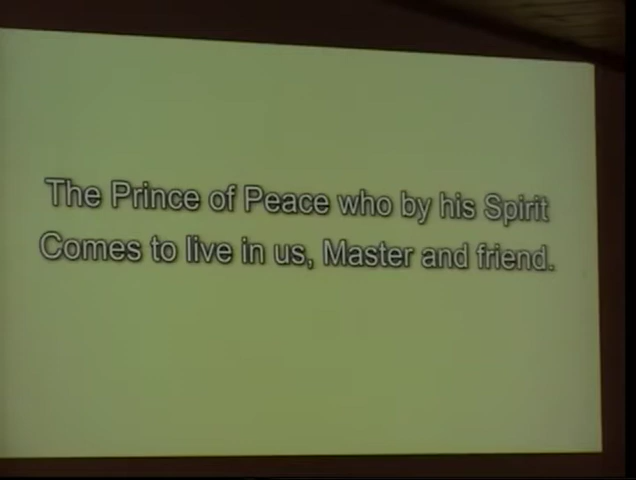 The Prince of Peace who by his Spirit
Comes to live in us, Master and friend.